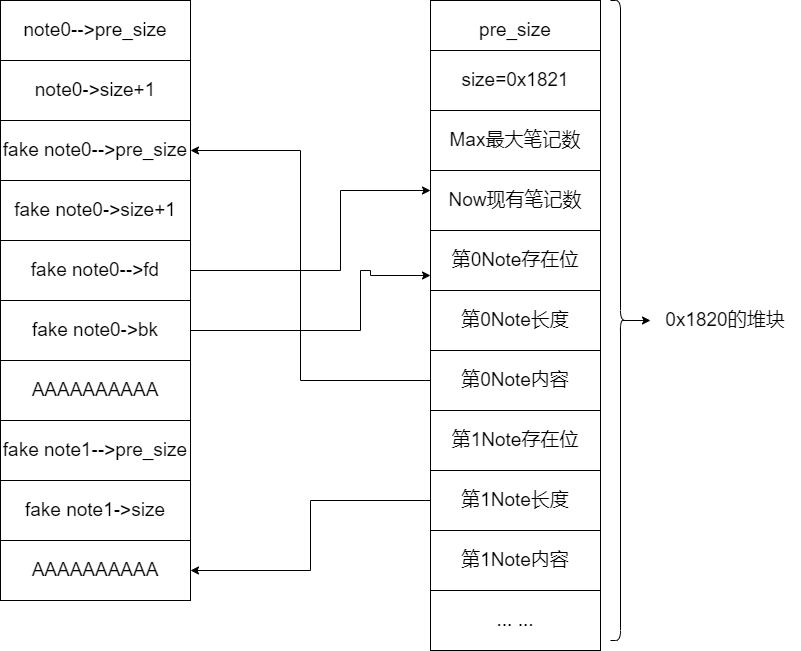 note0-->pre_size
note0->size+1
fake note0-->pre_size
fake note0->size+1
fake note0-->fd
fake note0->bk
AAAAAAAAAA
fake note1-->pre_size
fake note1->size
AAAAAAAAAA
pre_size
size=0x1821
Max最大笔记数
Now现有笔记数
第0Note存在位
第0Note长度
第0Note内容
第1Note存在位
第1Note长度
第1Note内容
... ...
0x1820的堆块